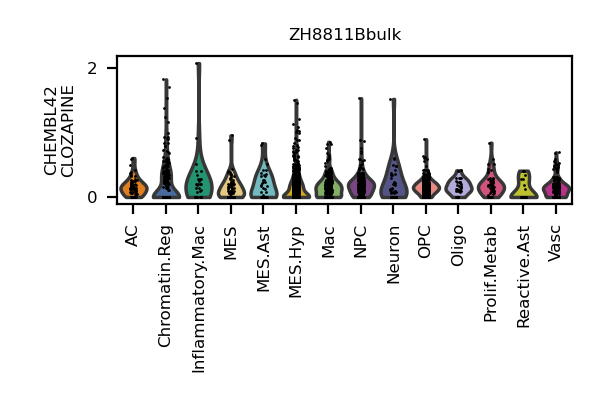 ZH8811Bbulk
CHEMBL42
CLOZAPINE
2
0
AC
Chromatin.Reg
Inflammatory.Mac
MES
MES.Ast
MES.Hyp
Mac
NPC
Neuron
OPC
Oligo
Prolif.Metab
Reactive.Ast
Vasc